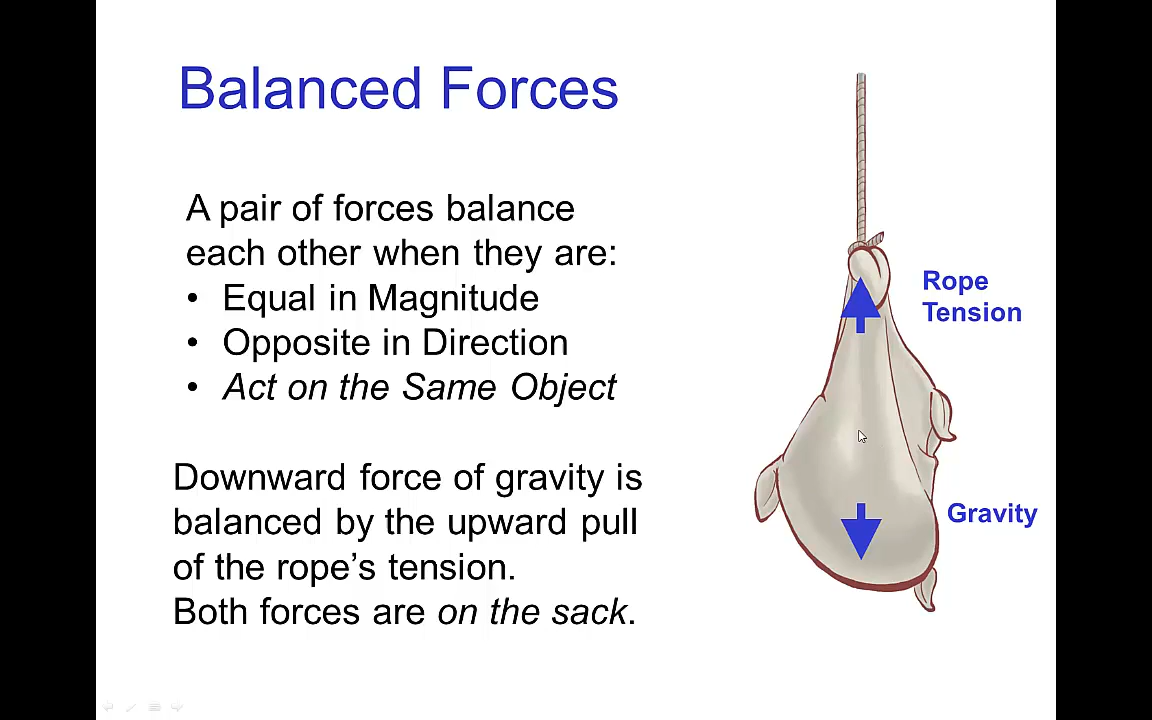 Balanced Forces
A pair of forces balance
each other when they are:
• Equal in Magnitude
• Opposite in Direction
• Act on the Same Object
Downward force of gravity is
balanced by the upward pull
of the rope’s tension.
Both forces are on the sack.
Rope
Tension
Gravity